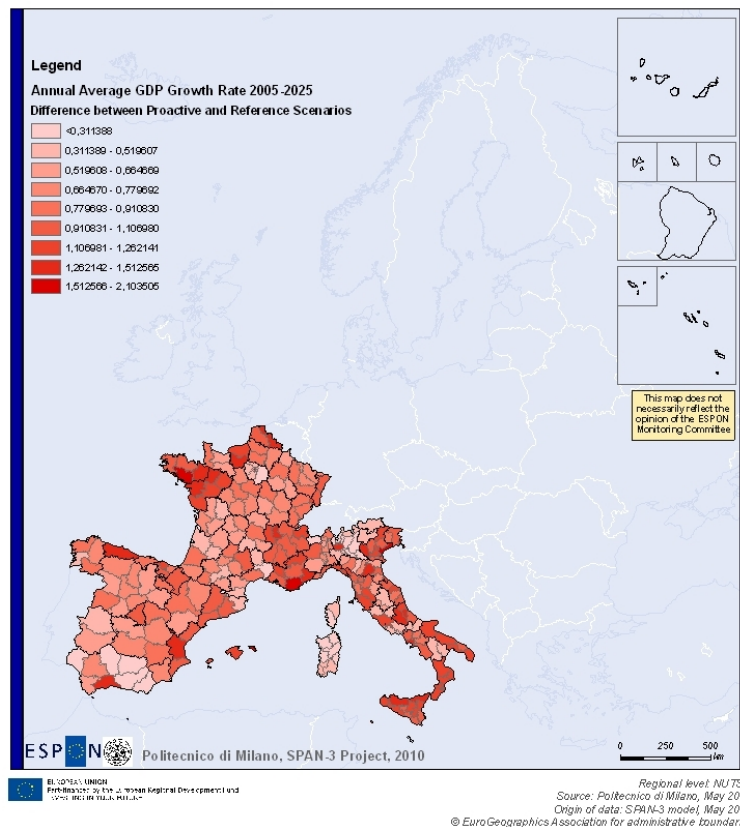 Legend
Annual Average GDP Growth Rate 2005-2025
Difference between Proactive and Reference Scenarios
<0,311388
0,311389 - 0,519607
0,519608 - 0,664669
0,664670 - 0,779692
0,779693 - 0,910830
0,910831 - 1,106980
1,106981 - 1,262141
1,262142 - 1,512565
1,512566 - 2,103505
This map does not
necessarily reflect the
opinion of the ESPON
Monitoring Committee
ESPON
Politecnico di Milano, SPAN-3 Project, 2010
0 250 500
km
EUROPEAN UNION
Part-financed by the European Regional Development Fund
INVESTING IN YOUR FUTURE
Regional level: NUTS
Source: Politecnico di Milano, May 20
Origin of data: SPAN-3 model, May 20
© EuroGeographics Association for administrative boundar